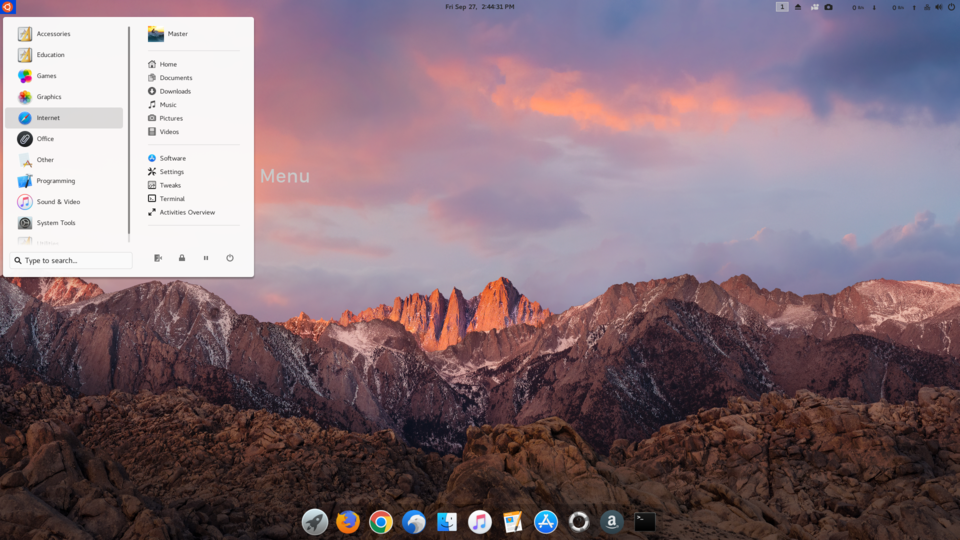 Fri Sep 27, 2:44:31 PM
1
Accessories
Education
Games
Graphics
Internet
Office
Other
Programming
Sound & Video
System Tools
Type to search...
Master
Home
Documents
Downloads
Music
Pictures
Videos
Software
Settings
Tweaks
Terminal
Activities Overview
Menu